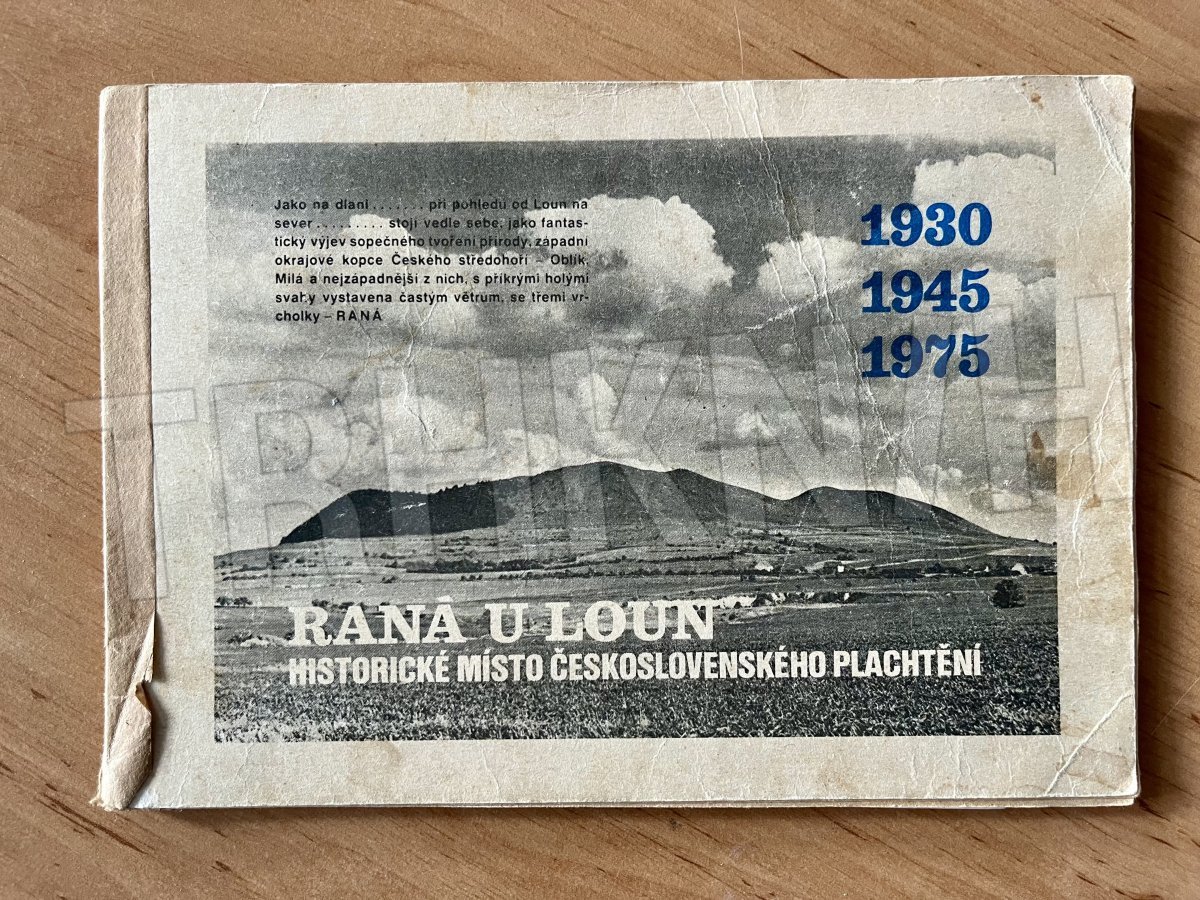 Jako na dlani ....... při pohledu od Loun na
sever ......... stojí vedle sebe, jako fantas-
tický výjev sopečného tvoření přírody, západní
okrajové kopce Českého středohoří – Oblík,
Milá a nejzápadnější z nich, s příkrými holými
svahy vystavena častým větrům, se třemi vr-
cholky – RANÁ
1930
1945
1975
RANÁ U LOUN
HISTORICKÉ MÍSTO ČESKOSLOVENSKÉHO PLACHTĚNÍ